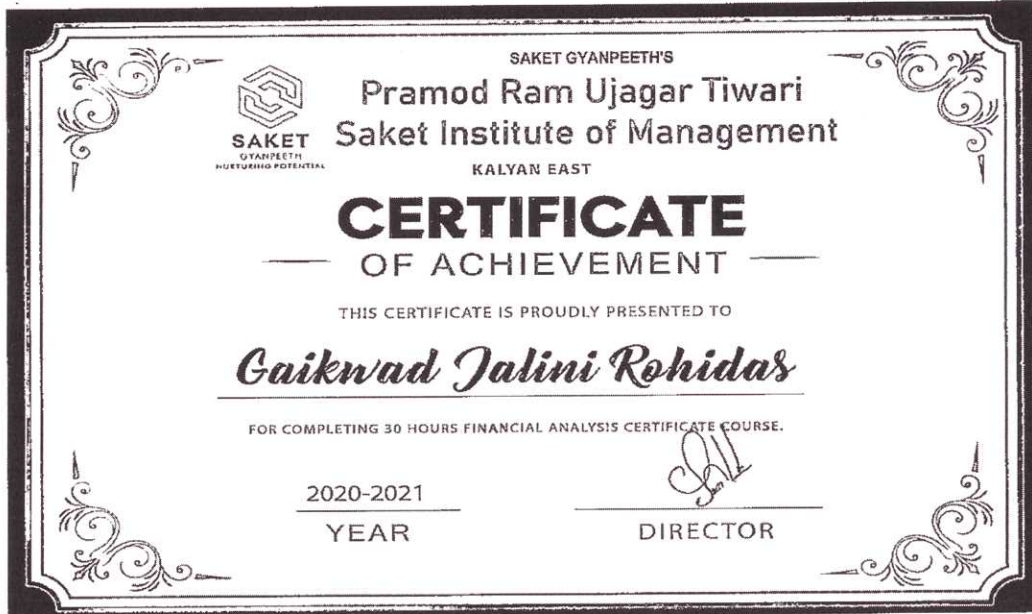 SAKET GYANPEETH'S
Pramod Ram Ujagar Tiwari
Saket Institute of Management
SAKET
GYANPEETH
NURTURING POTENTIAL
KALYAN EAST
CERTIFICATE
OF ACHIEVEMENT
THIS CERTIFICATE IS PROUDLY PRESENTED TO
Gaikwad Jalini Rohidas
FOR COMPLETING 30 HOURS FINANCIAL ANALYSIS CERTIFICATE COURSE.
2020-2021
YEAR
DIRECTOR